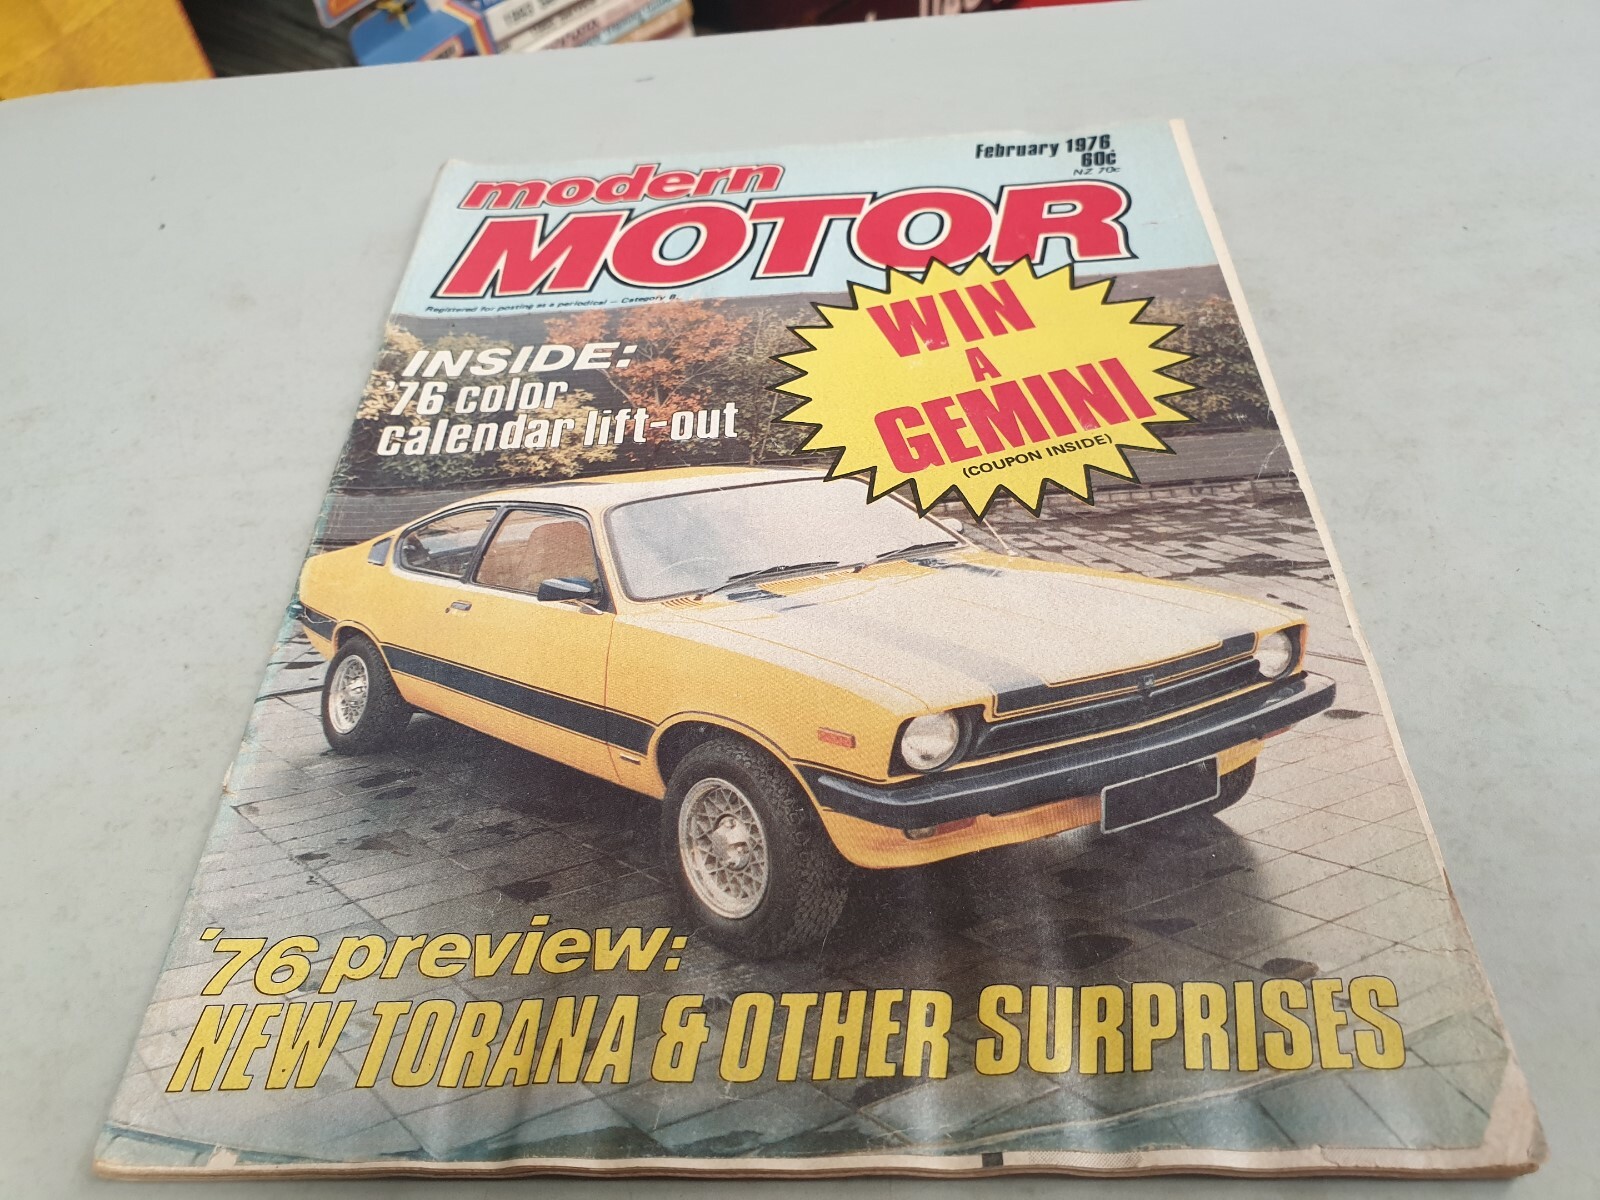 February 1976
60c
NZ 70c
modern
MOTOR
Registered for posting as a periodical — Category B.
WIN
A
GEMINI
(COUPON INSIDE)
INSIDE:
'76 color
calendar lift-out
'76 preview:
NEW TORANA & OTHER SURPRISES